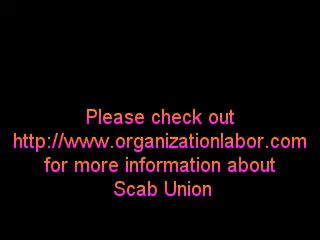 Please check out
http://www.organizationlabor.com
for more information about
Scab Union